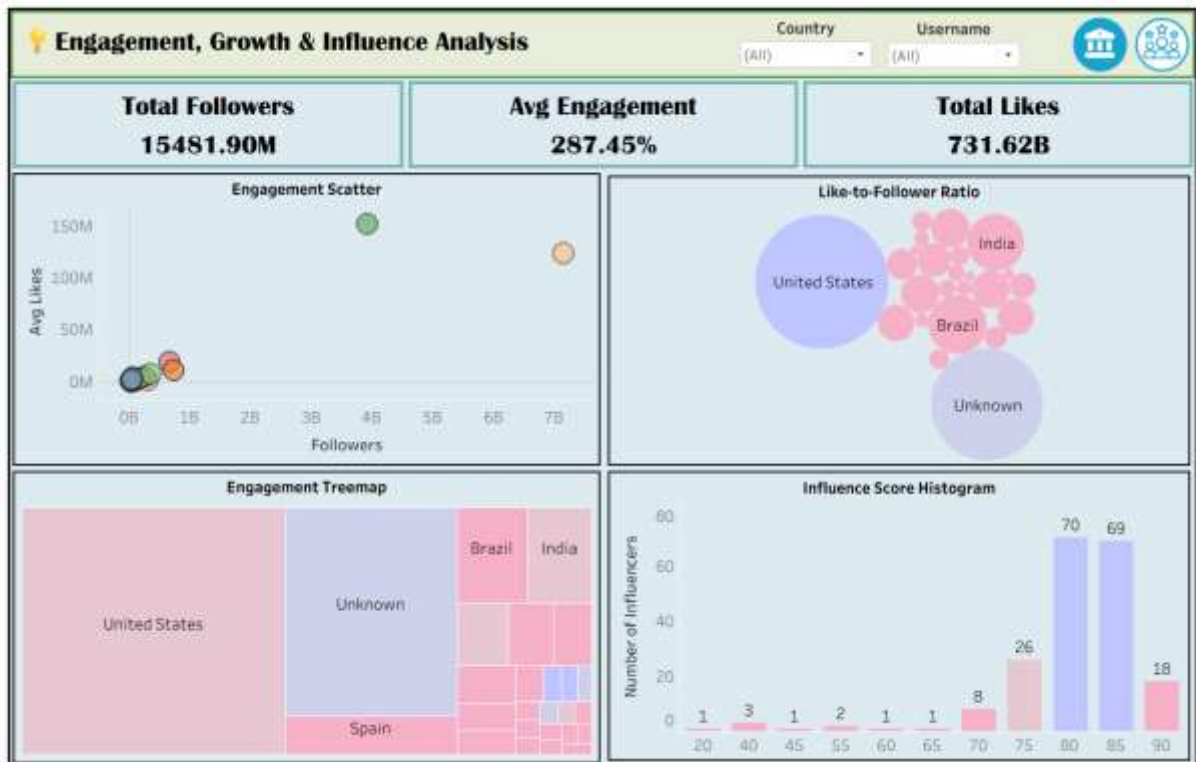 Engagement, Growth & Influence Analysis
Country
(All)
Username
(All)
Total Followers
15481.90M
Avg Engagement
287.45%
Total Likes
731.62B
Engagement Scatter
Avg Likes
150M
100M
50M
0M
0B 1B 2B 3B 4B 5B 6B 7B
Followers
Like-to-Follower Ratio
United States
India
Brazil
Unknown
Engagement Treemap
United States
Unknown
Spain
Brazil
India
Influence Score Histogram
Number of Influencers
80
60
40
20
0
1 3 1 2 1 1 8 26 70 69 18
20 40 45 55 60 65 70 75 80 85 90